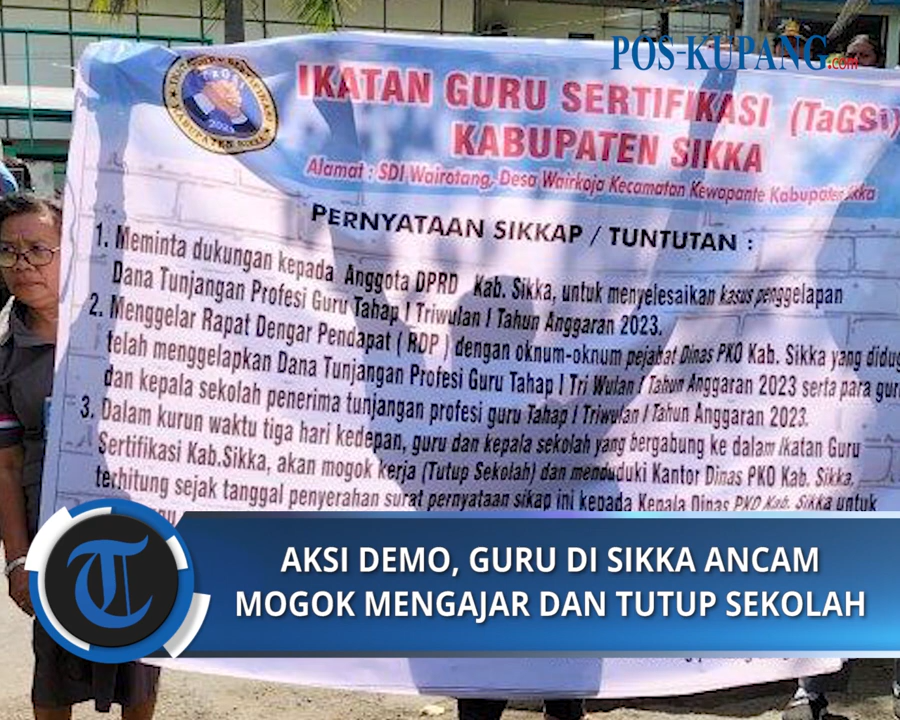 POS-KUPANG.com
IKATAN GURU SERTIFIKASI (TaGSi)
KABUPATEN SIKKA
Alamat : SDI Wairotang, Desa Wairkoja Kecamatan Kewapante Kabupaten Sikka
PERNYATAAN SIKKAP / TUNTUTAN :
1. Meminta dukungan kepada Anggota DPRD Kab. Sikka, untuk menyelesaikan kasus penggelapan
Dana Tunjangan Profesi Guru Tahap I Triwulan I Tahun Anggaran 2023.
2. Menggelar Rapat Dengar Pendapat ( RDP ) dengan oknum-oknum pejabat Dinas PKO Kab. Sikka yang didug
telah menggelapkan Dana Tunjangan Profesi Guru Tahap I Tri Wulan I Tahun Anggaran 2023 serta para guru
dan kepala sekolah penerima tunjangan profesi guru Tahap I Triwulan I Tahun Anggaran 2023.
3. Dalam kurun waktu tiga hari kedepan, guru dan kepala sekolah yang bergabung ke dalam Ikatan Guru
Sertifikasi Kab.Sikka, akan mogok kerja (Tutup Sekolah) dan menduduki Kantor Dinas PKO Kab. Sikka,
terhitung sejak tanggal penyerahan surat pernyataan sikap ini kepada Kepala Dinas PKO Kab. Sikka untuk
AKSI DEMO, GURU DI SIKKA ANCAM
MOGOK MENGAJAR DAN TUTUP SEKOLAH